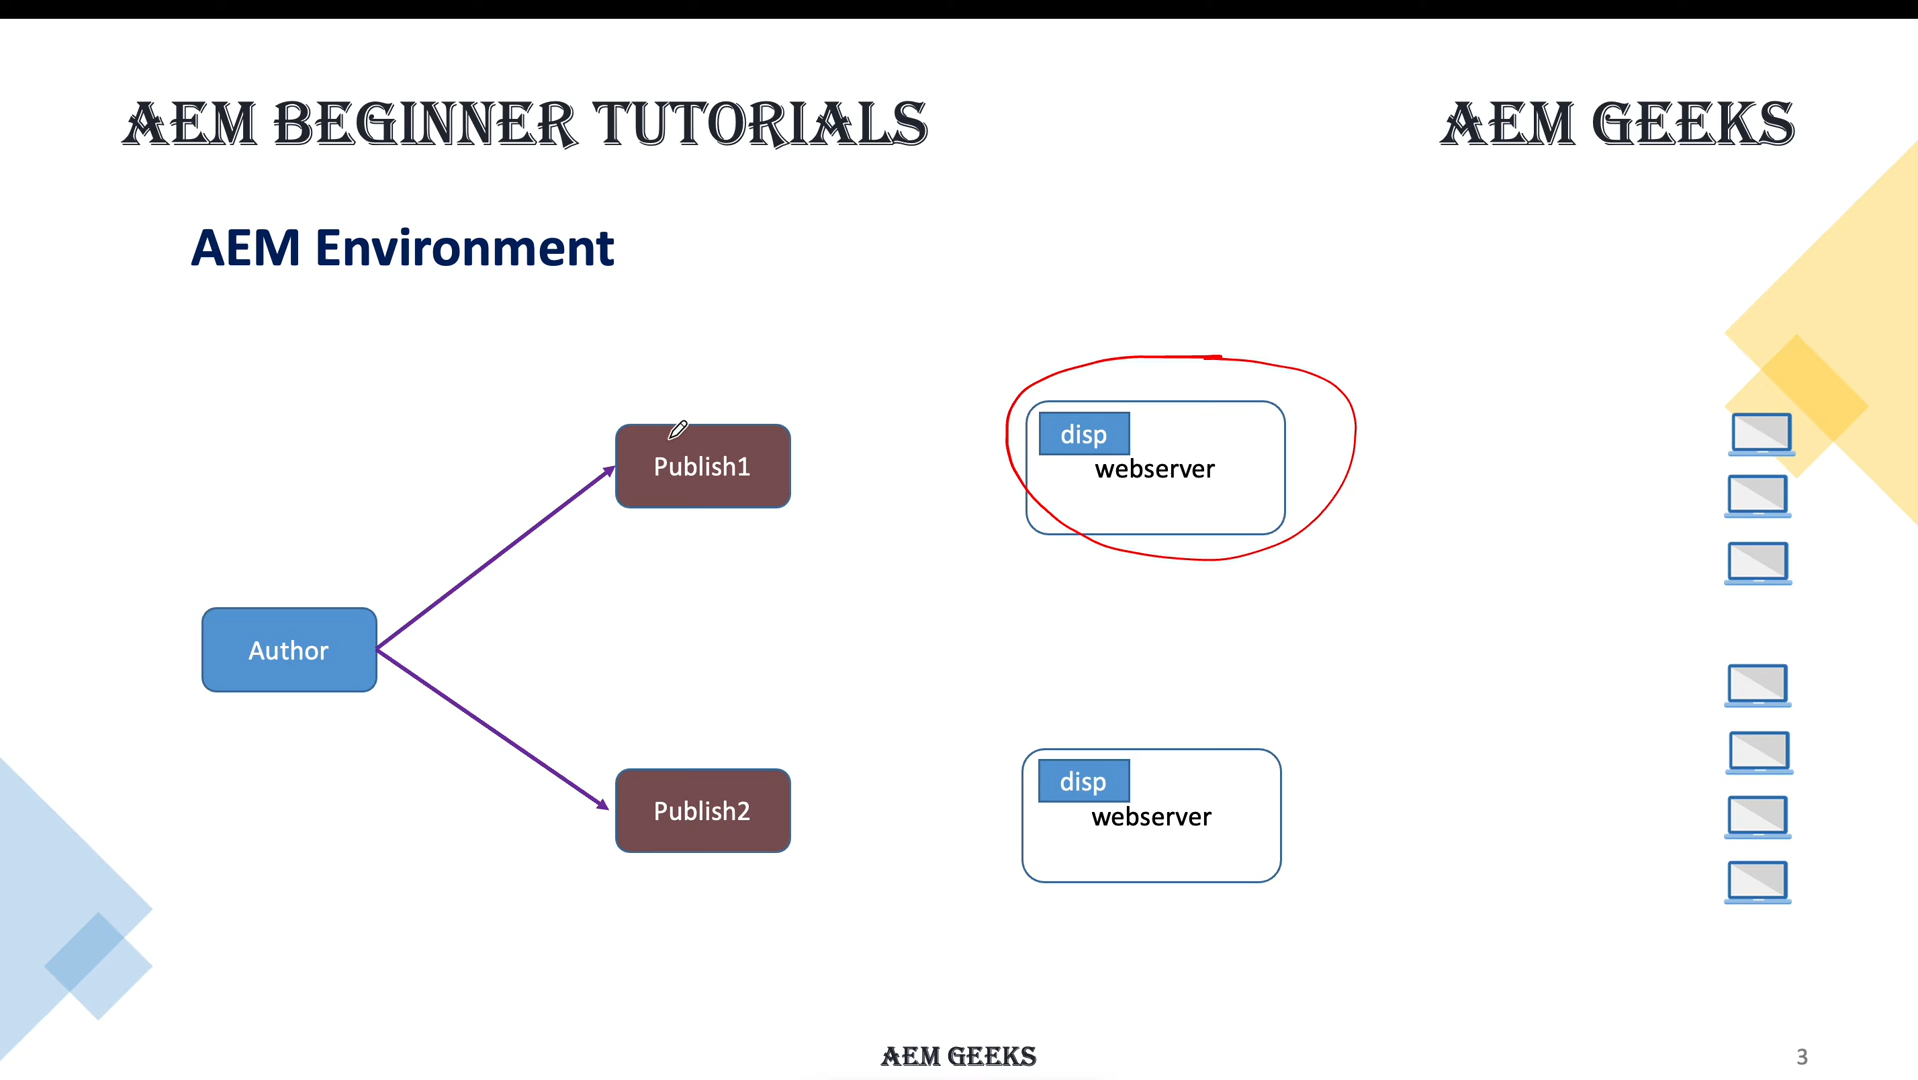 AEM BEGINNER TUTORIALS
AEM GEEKS
AEM Environment
disp
webserver
Publish1
Author
Publish2
disp
webserver
AEM GEEKS
3